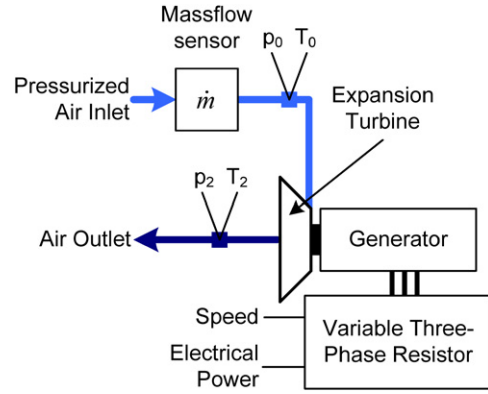 Massflow
sensor
p0 T0
Pressurized
Air Inlet
ṁ
Expansion
Turbine
p2 T2
Air Outlet
Generator
Speed
Electrical
Power
Variable Three-
Phase Resistor